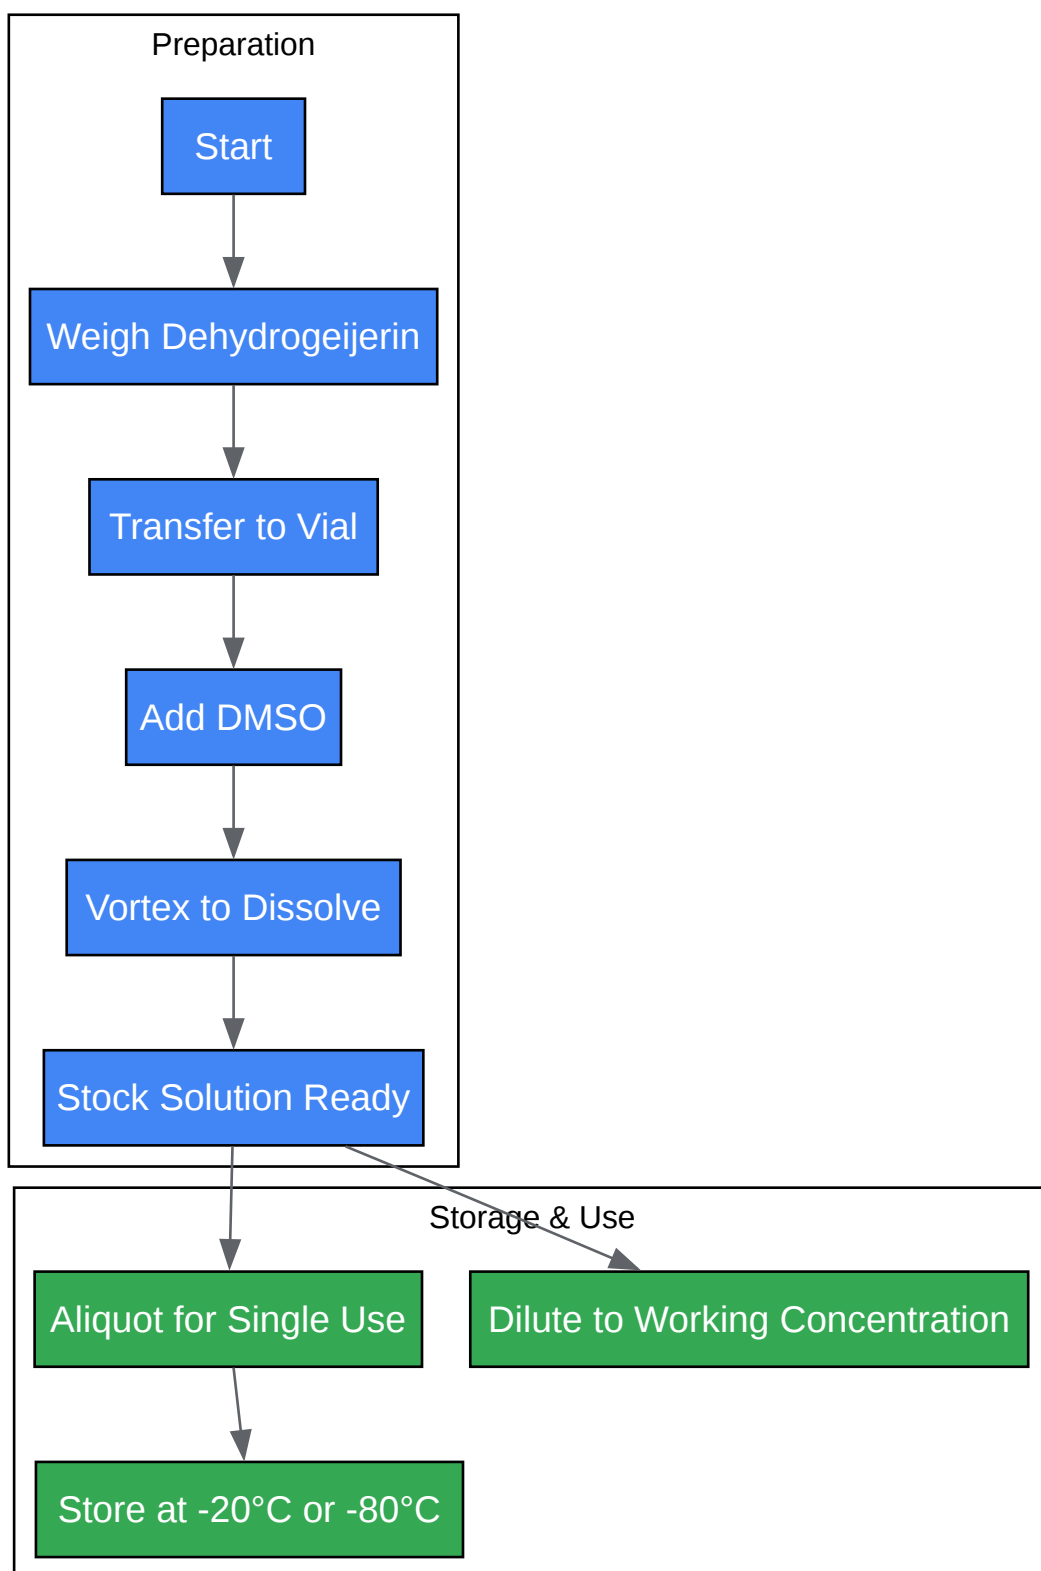 Preparation
Start
Weigh Dehydrogeijerin
Transfer to Vial
Add DMSO
Vortex to Dissolve
Stock Solution Ready
Storage & Use
Aliquot for Single Use
Dilute to Working Concentration
Store at -20°C or -80°C